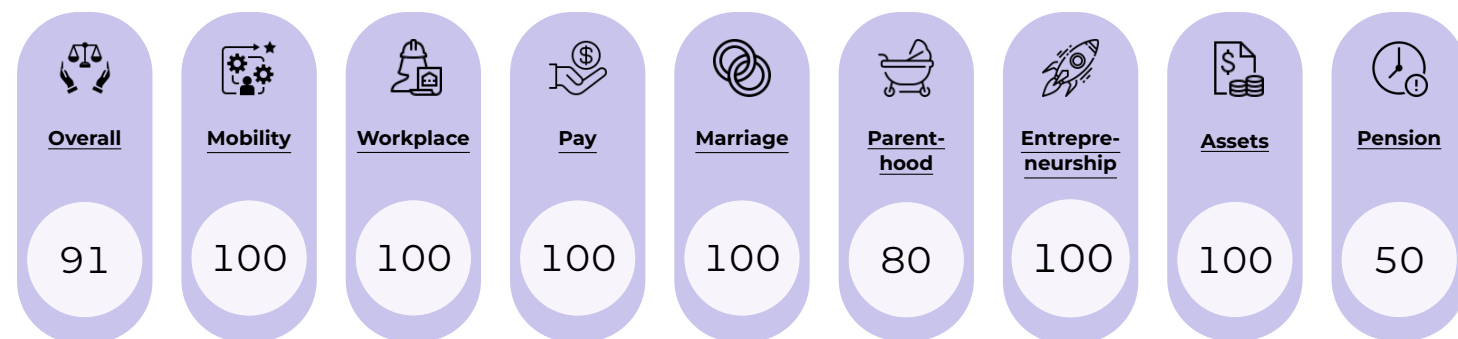 Overall
Mobility
Workplace
Pay
Marriage
Parent-
hood
Entrepre-
neurship
Assets
Pension
91
100
100
100
100
80
100
100
50